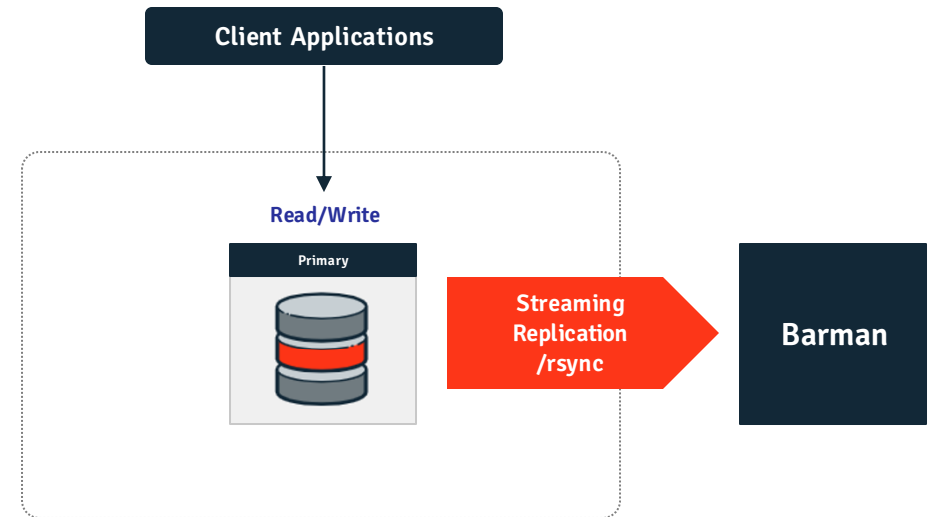 Client Applications
Read/Write
Primary
Streaming
Replication
/rsync
Barman